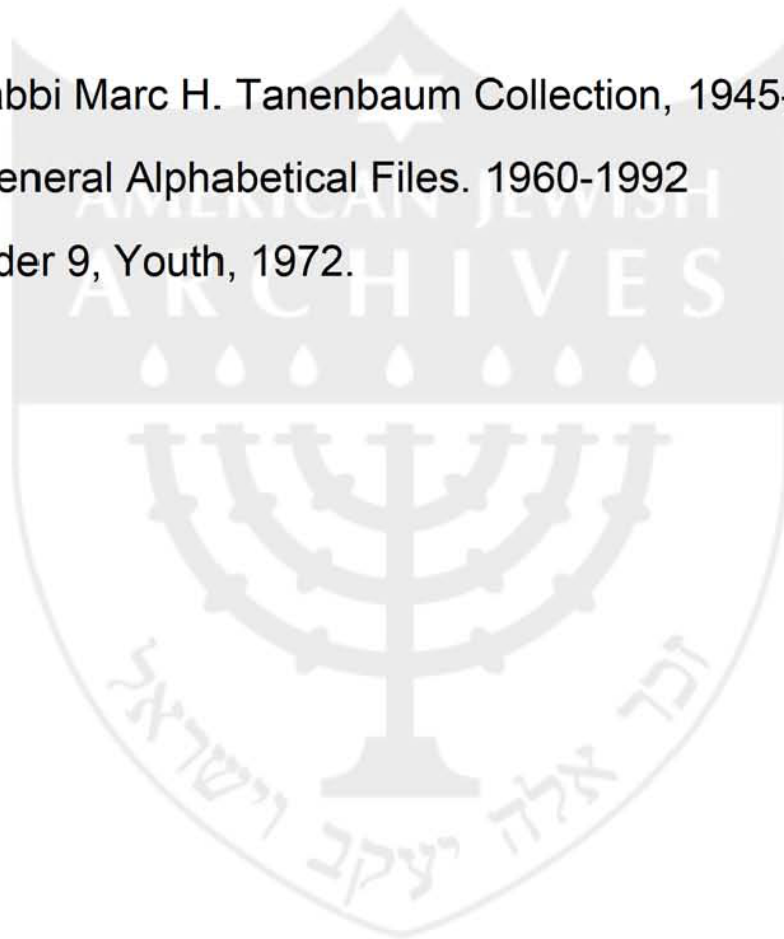 abbi Marc H. Tanenbaum Collection, 1945-
eneral Alphabetical Files. 1960-1992
AMERICAN JEWISH
der 9, Youth, 1972.
ARCHIVES
זכר אלה יעקב וישראל